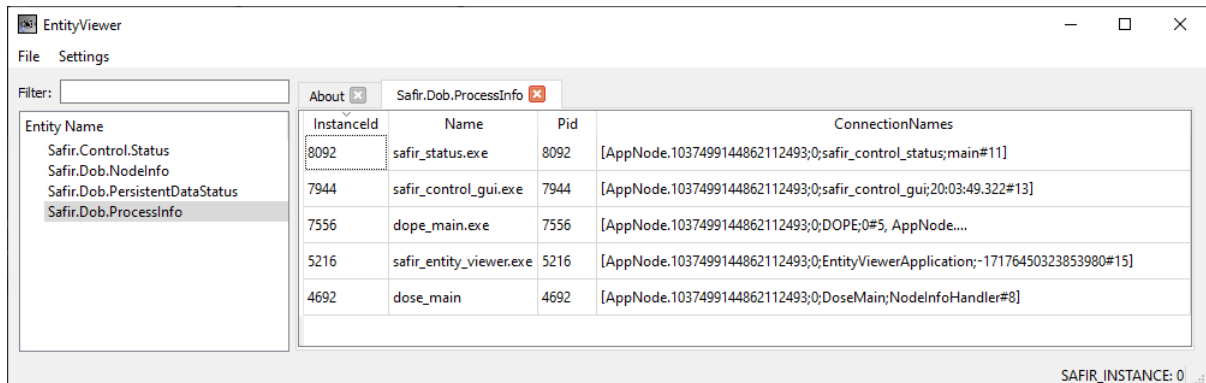 EntityViewer
File Settings
Filter:
Entity Name
Safir.Control.Status
Safir.Dob.NodeInfo
Safir.Dob.PersistentDataStatus
Safir.Dob.ProcessInfo
About Safir.Dob.ProcessInfo
InstanceId Name Pid ConnectionNames
8092 safir_status.exe 8092 [AppNode.1037499144862112493;0;safir_control_status;main#11]
7944 safir_control_gui.exe 7944 [AppNode.1037499144862112493;0;safir_control_gui;20:03:49.322#13]
7556 dope_main.exe 7556 [AppNode.1037499144862112493;0;DOPE;0#5, AppNode....
5216 safir_entity_viewer.exe 5216 [AppNode.1037499144862112493;0;EntityViewerApplication;-17176450323853980#15]
4692 dose_main 4692 [AppNode.1037499144862112493;0;DoseMain;NodeInfoHandler#8]
SAFIR_INSTANCE: 0